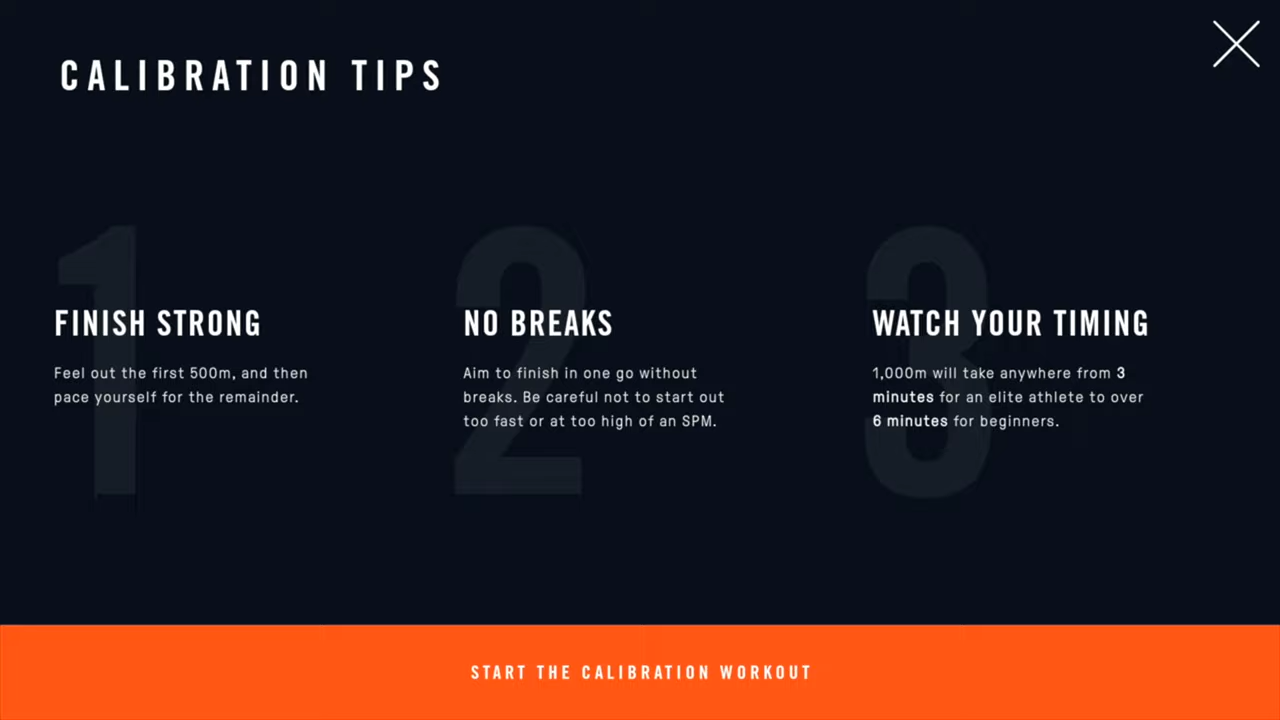 CALIBRATION TIPS
1
FINISH STRONG
Feel out the first 500m, and then
pace yourself for the remainder.
2
NO BREAKS
Aim to finish in one go without
breaks. Be careful not to start out
too fast or at too high of an SPM.
3
WATCH YOUR TIMING
1,000m will take anywhere from 3
minutes for an elite athlete to over
6 minutes for beginners.
START THE CALIBRATION WORKOUT